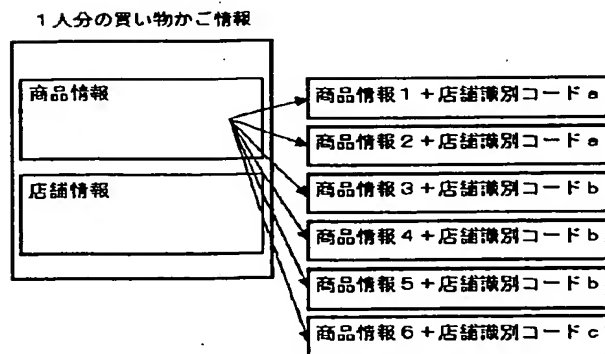 1人分の買い物かご情報
商品情報
店舗情報
商品情報1+店舗識別コードa
商品情報2+店舗識別コードa
商品情報3+店舗識別コードb
商品情報4+店舗識別コードb
商品情報5+店舗識別コードb
商品情報6+店舗識別コードc